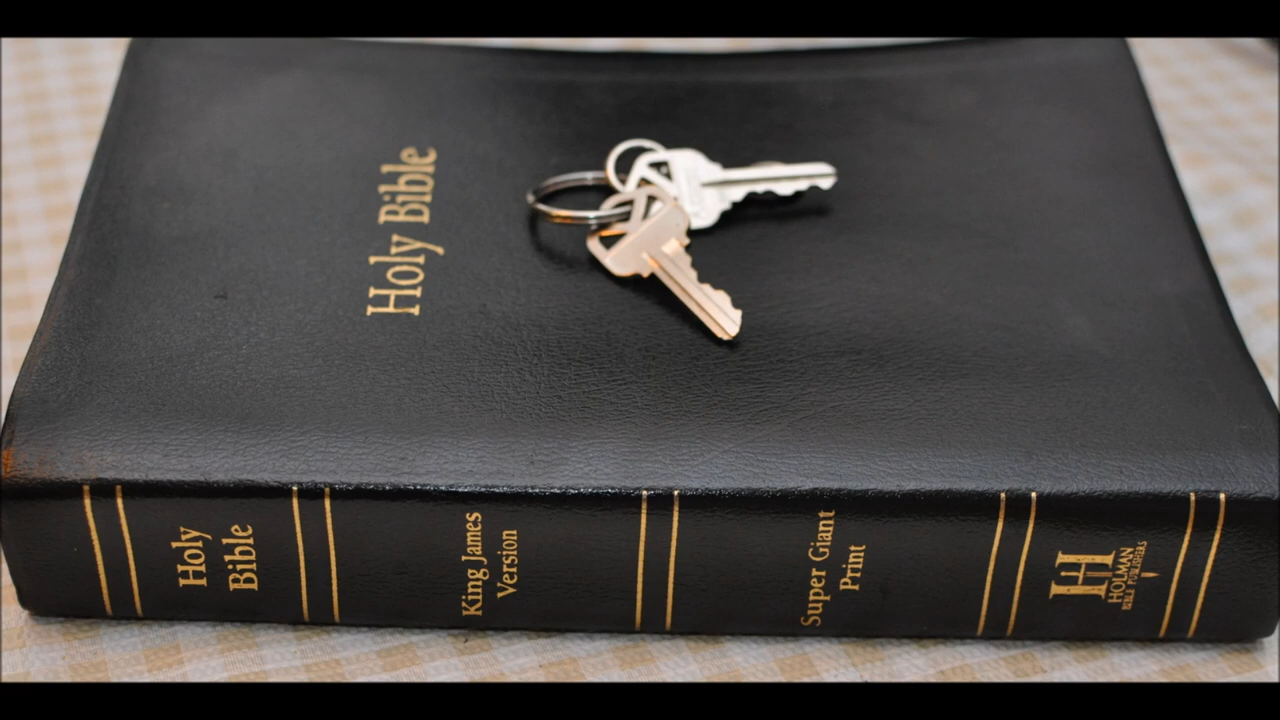 Holy Bible
Holy
Bible
King James
Version
Super Giant
Print
HOLMAN
BIBLE PUBLISHERS